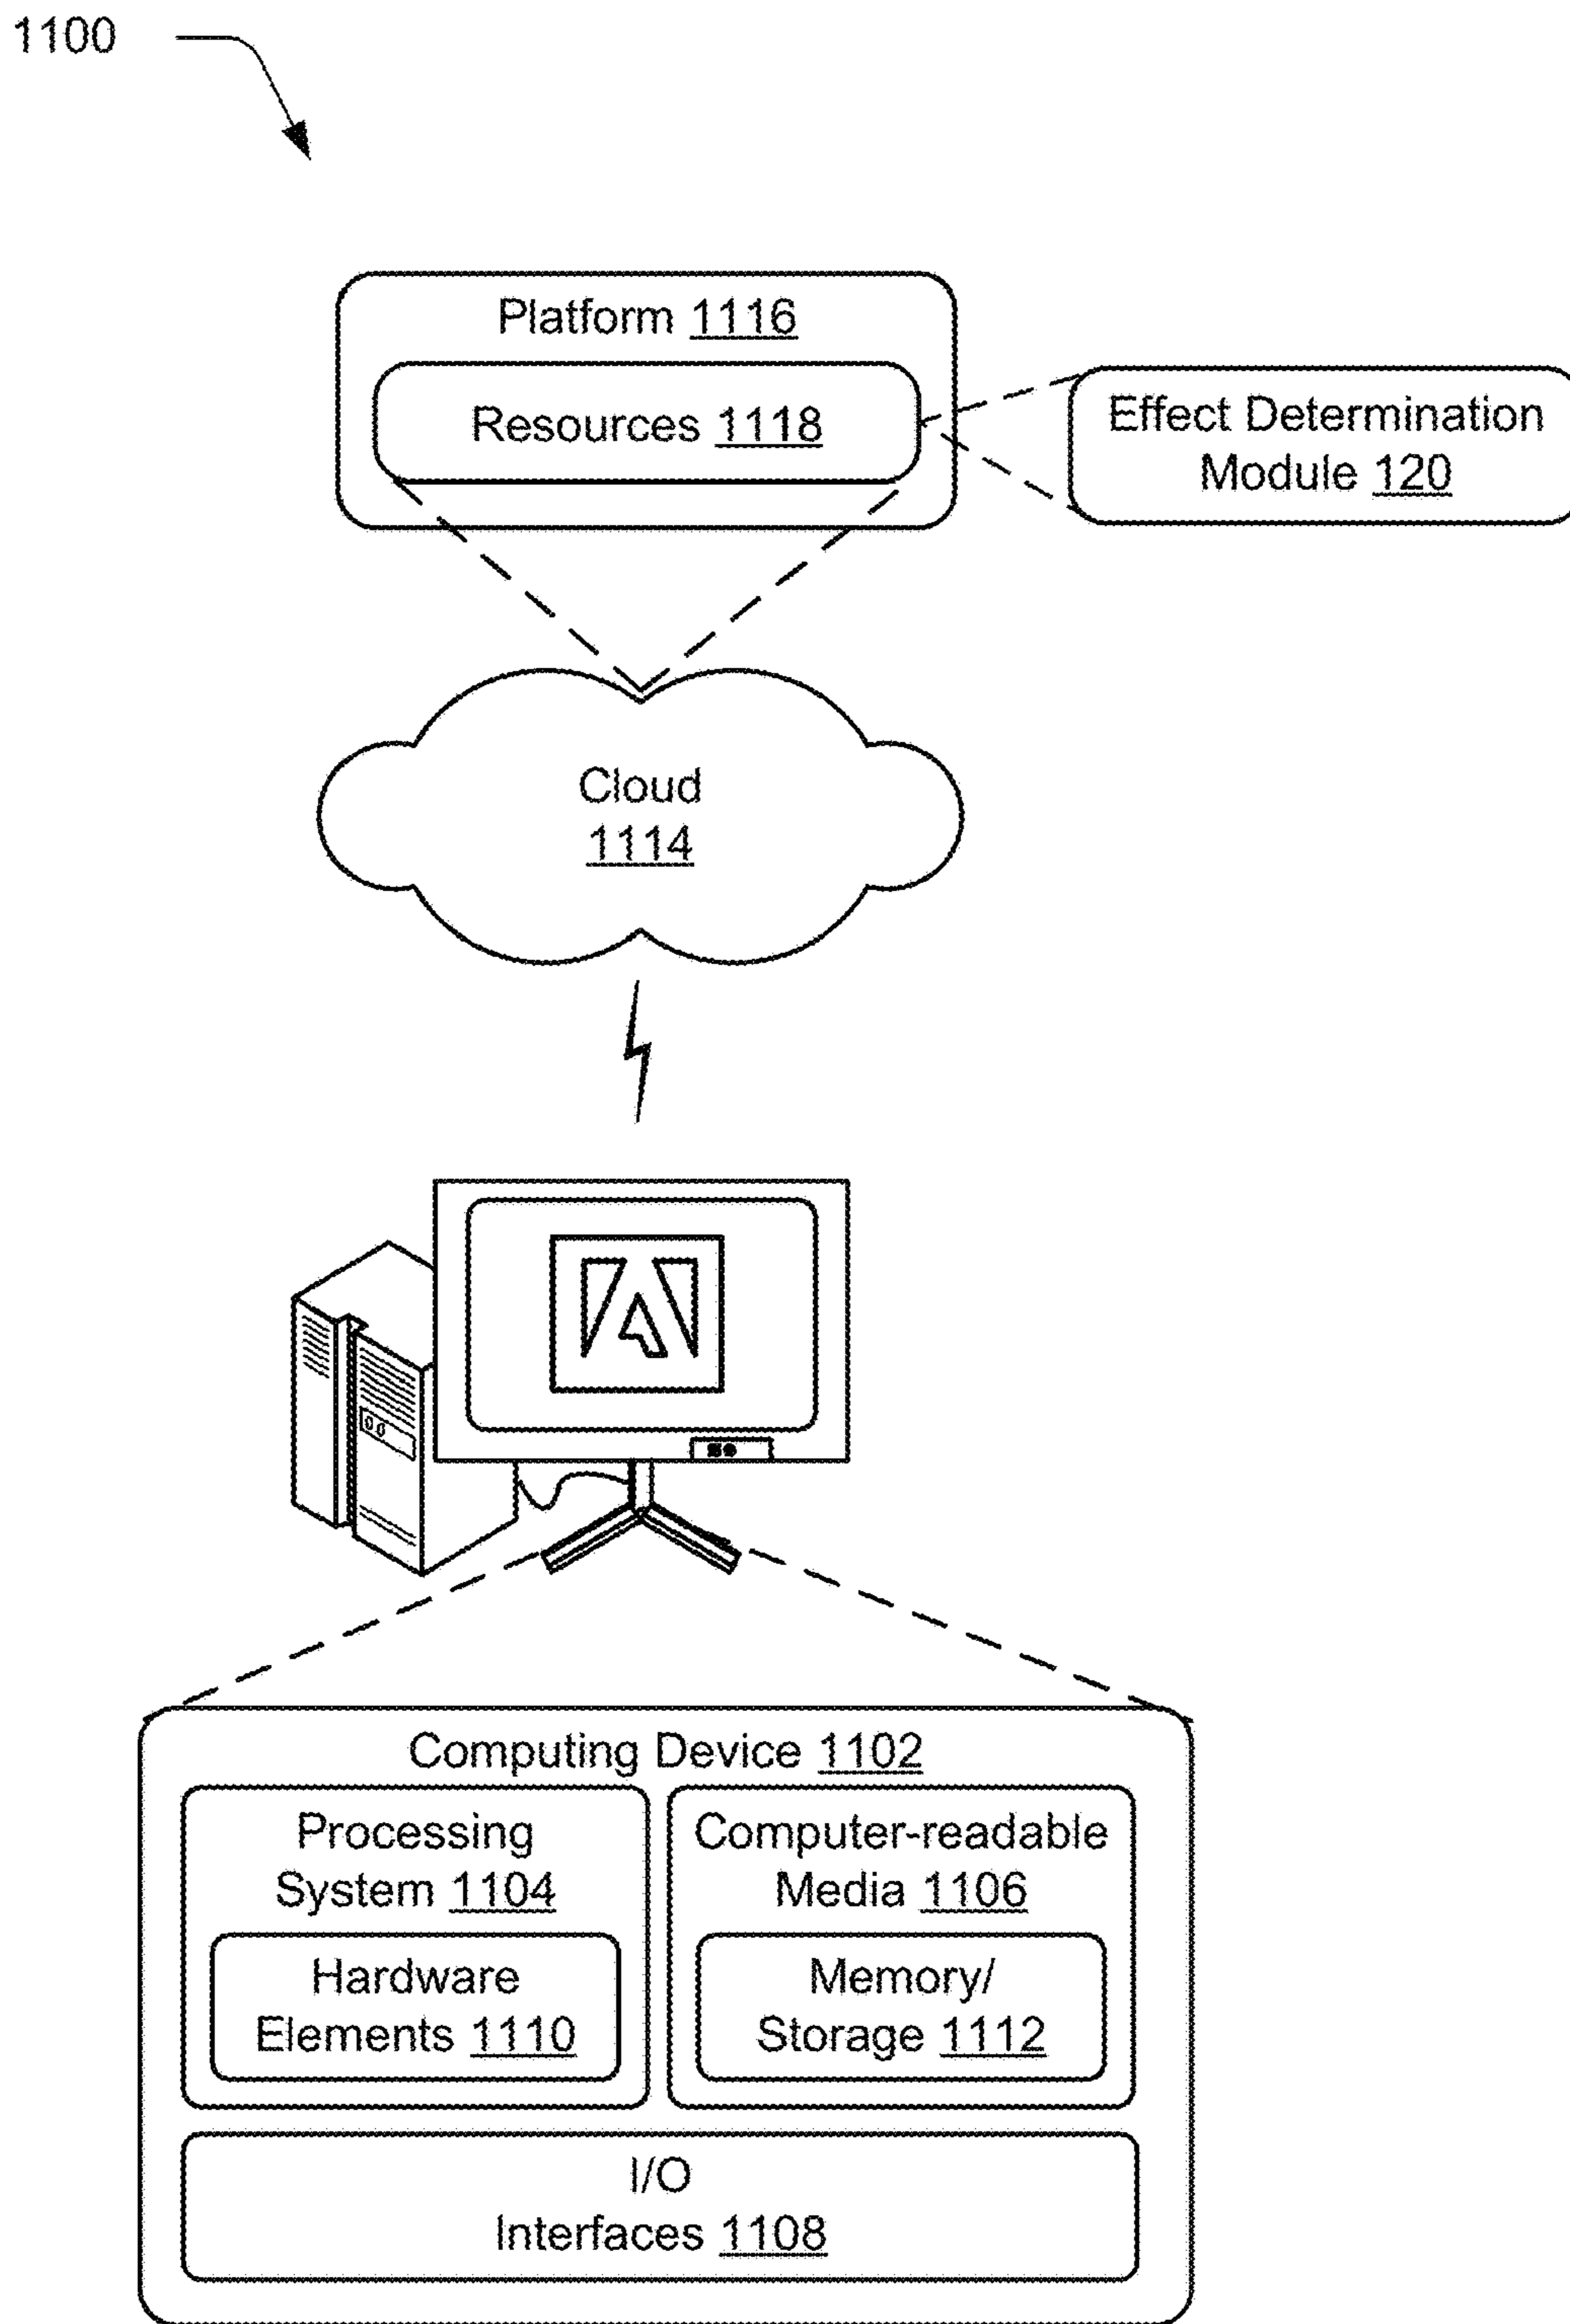 1100
Platform 1116
Resources 1118
Effect Determination
Module 120
Cloud
1114
Computing Device 1102
Processing
System 1104
Computer-readable
Media 1106
Hardware
Elements 1110
Memory/
Storage 1112
I/O
Interfaces 1108